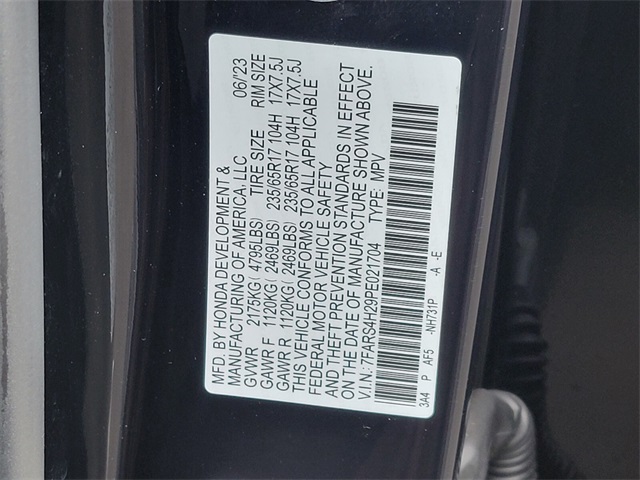 MFD. BY HONDA DEVELOPMENT &
MANUFACTURING OF AMERICA, LLC 06/23
GVWR 2175KG( 4795LBS) TIRE SIZE RIM SIZE
GAWR F 1120KG( 2469LBS) 235/65R17 104H 17X7.5J
GAWR R 1120KG( 2469LBS) 235/65R17 104H 17X7.5J
THIS VEHICLE CONFORMS TO ALL APPLICABLE
FEDERAL MOTOR VEHICLE SAFETY
AND THEFT PREVENTION STANDARDS IN EFFECT
ON THE DATE OF MANUFACTURE SHOWN ABOVE.
V.I.N: 7FARS4H29PE021704 TYPE: MPV
3A4 P AF5 -NH731P -A -E